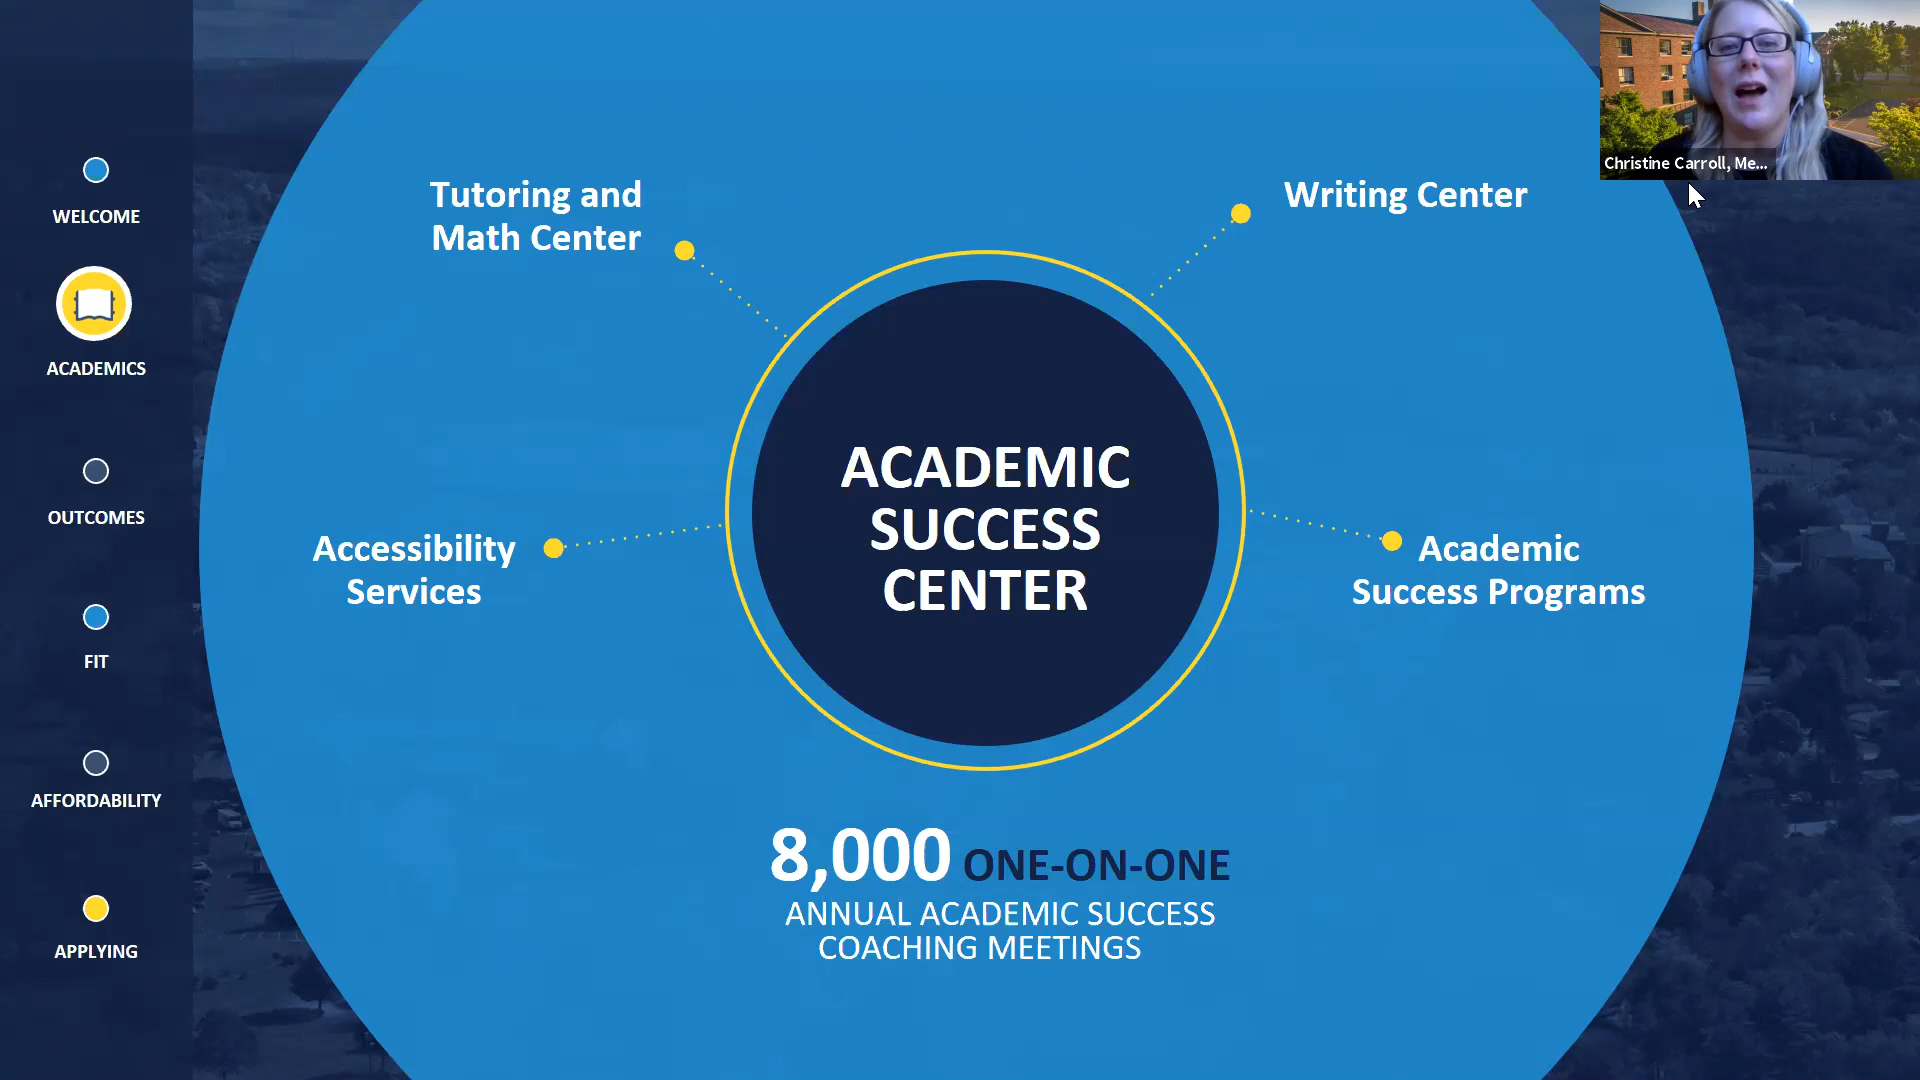 WELCOME
ACADEMICS
OUTCOMES
FIT
AFFORDABILITY
APPLYING
Tutoring and
Math Center
Writing Center
Accessibility
Services
ACADEMIC
SUCCESS
CENTER
Academic
Success Programs
8,000 ONE-ON-ONE
ANNUAL ACADEMIC SUCCESS
COACHING MEETINGS
Christine Carroll, Me...